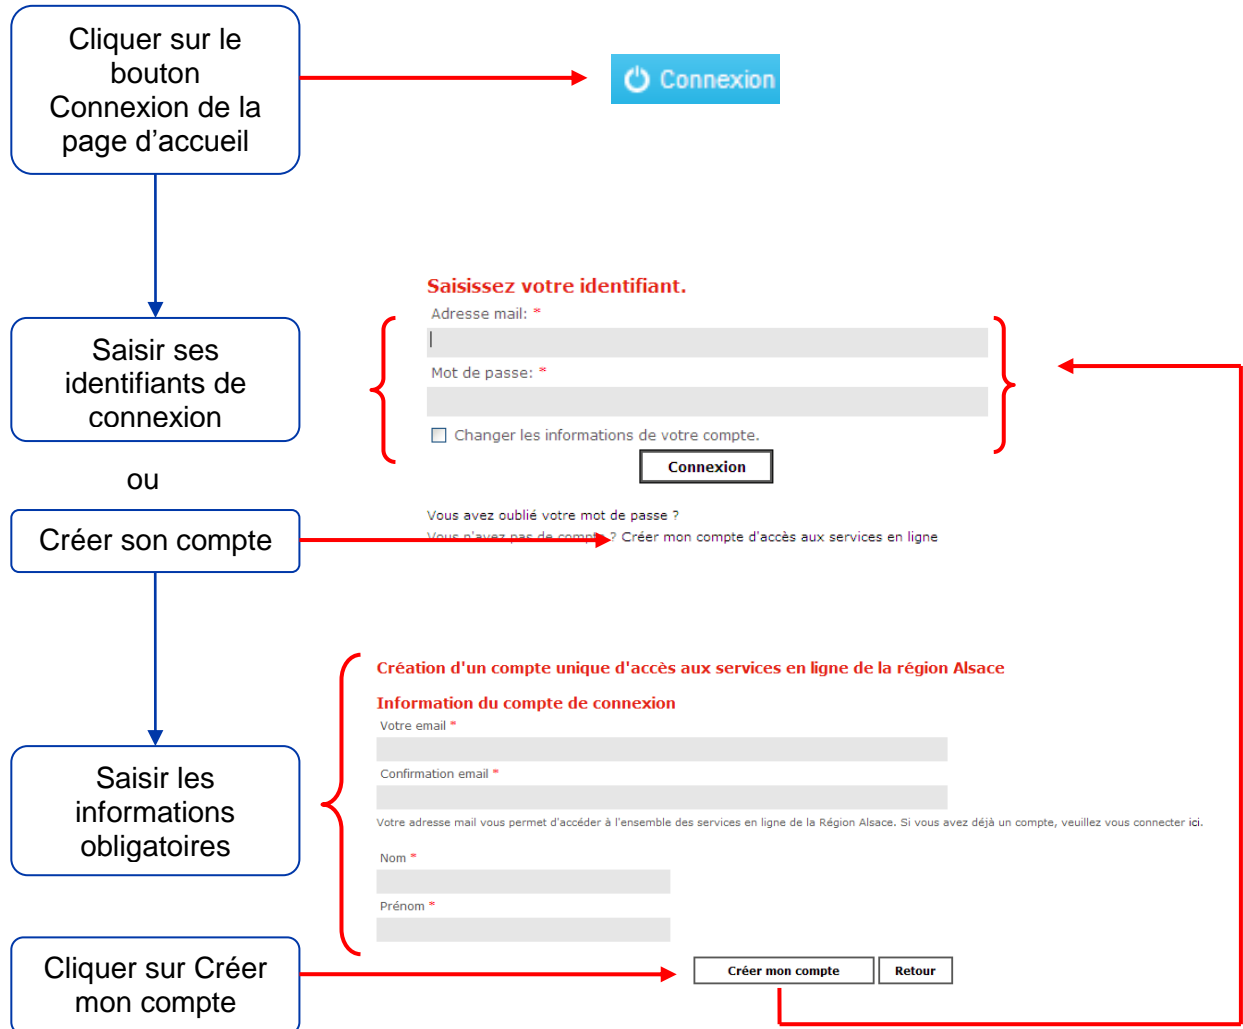 Cliquer sur le
bouton
Connexion de la
page d'accueil
Connexion
Saisissez votre identifiant.
Adresse mail: *
Mot de passe: *
Changer les informations de votre compte.
Connexion
Saisir ses
identifiants de
connexion
ou
Créer son compte
Vous avez oublié votre mot de passe ?
Vous n'avez pas de compte ? Créer mon compte d'accès aux services en ligne
Création d'un compte unique d'accès aux services en ligne de la région Alsace
Information du compte de connexion
Votre email *
Confirmation email *
Votre adresse mail vous permet d'accéder à l'ensemble des services en ligne de la Région Alsace. Si vous avez déjà un compte, veuillez vous connecter ici.
Nom *
Prénom *
Saisir les
informations
obligatoires
Cliquer sur Créer
mon compte
Créer mon compte
Retour